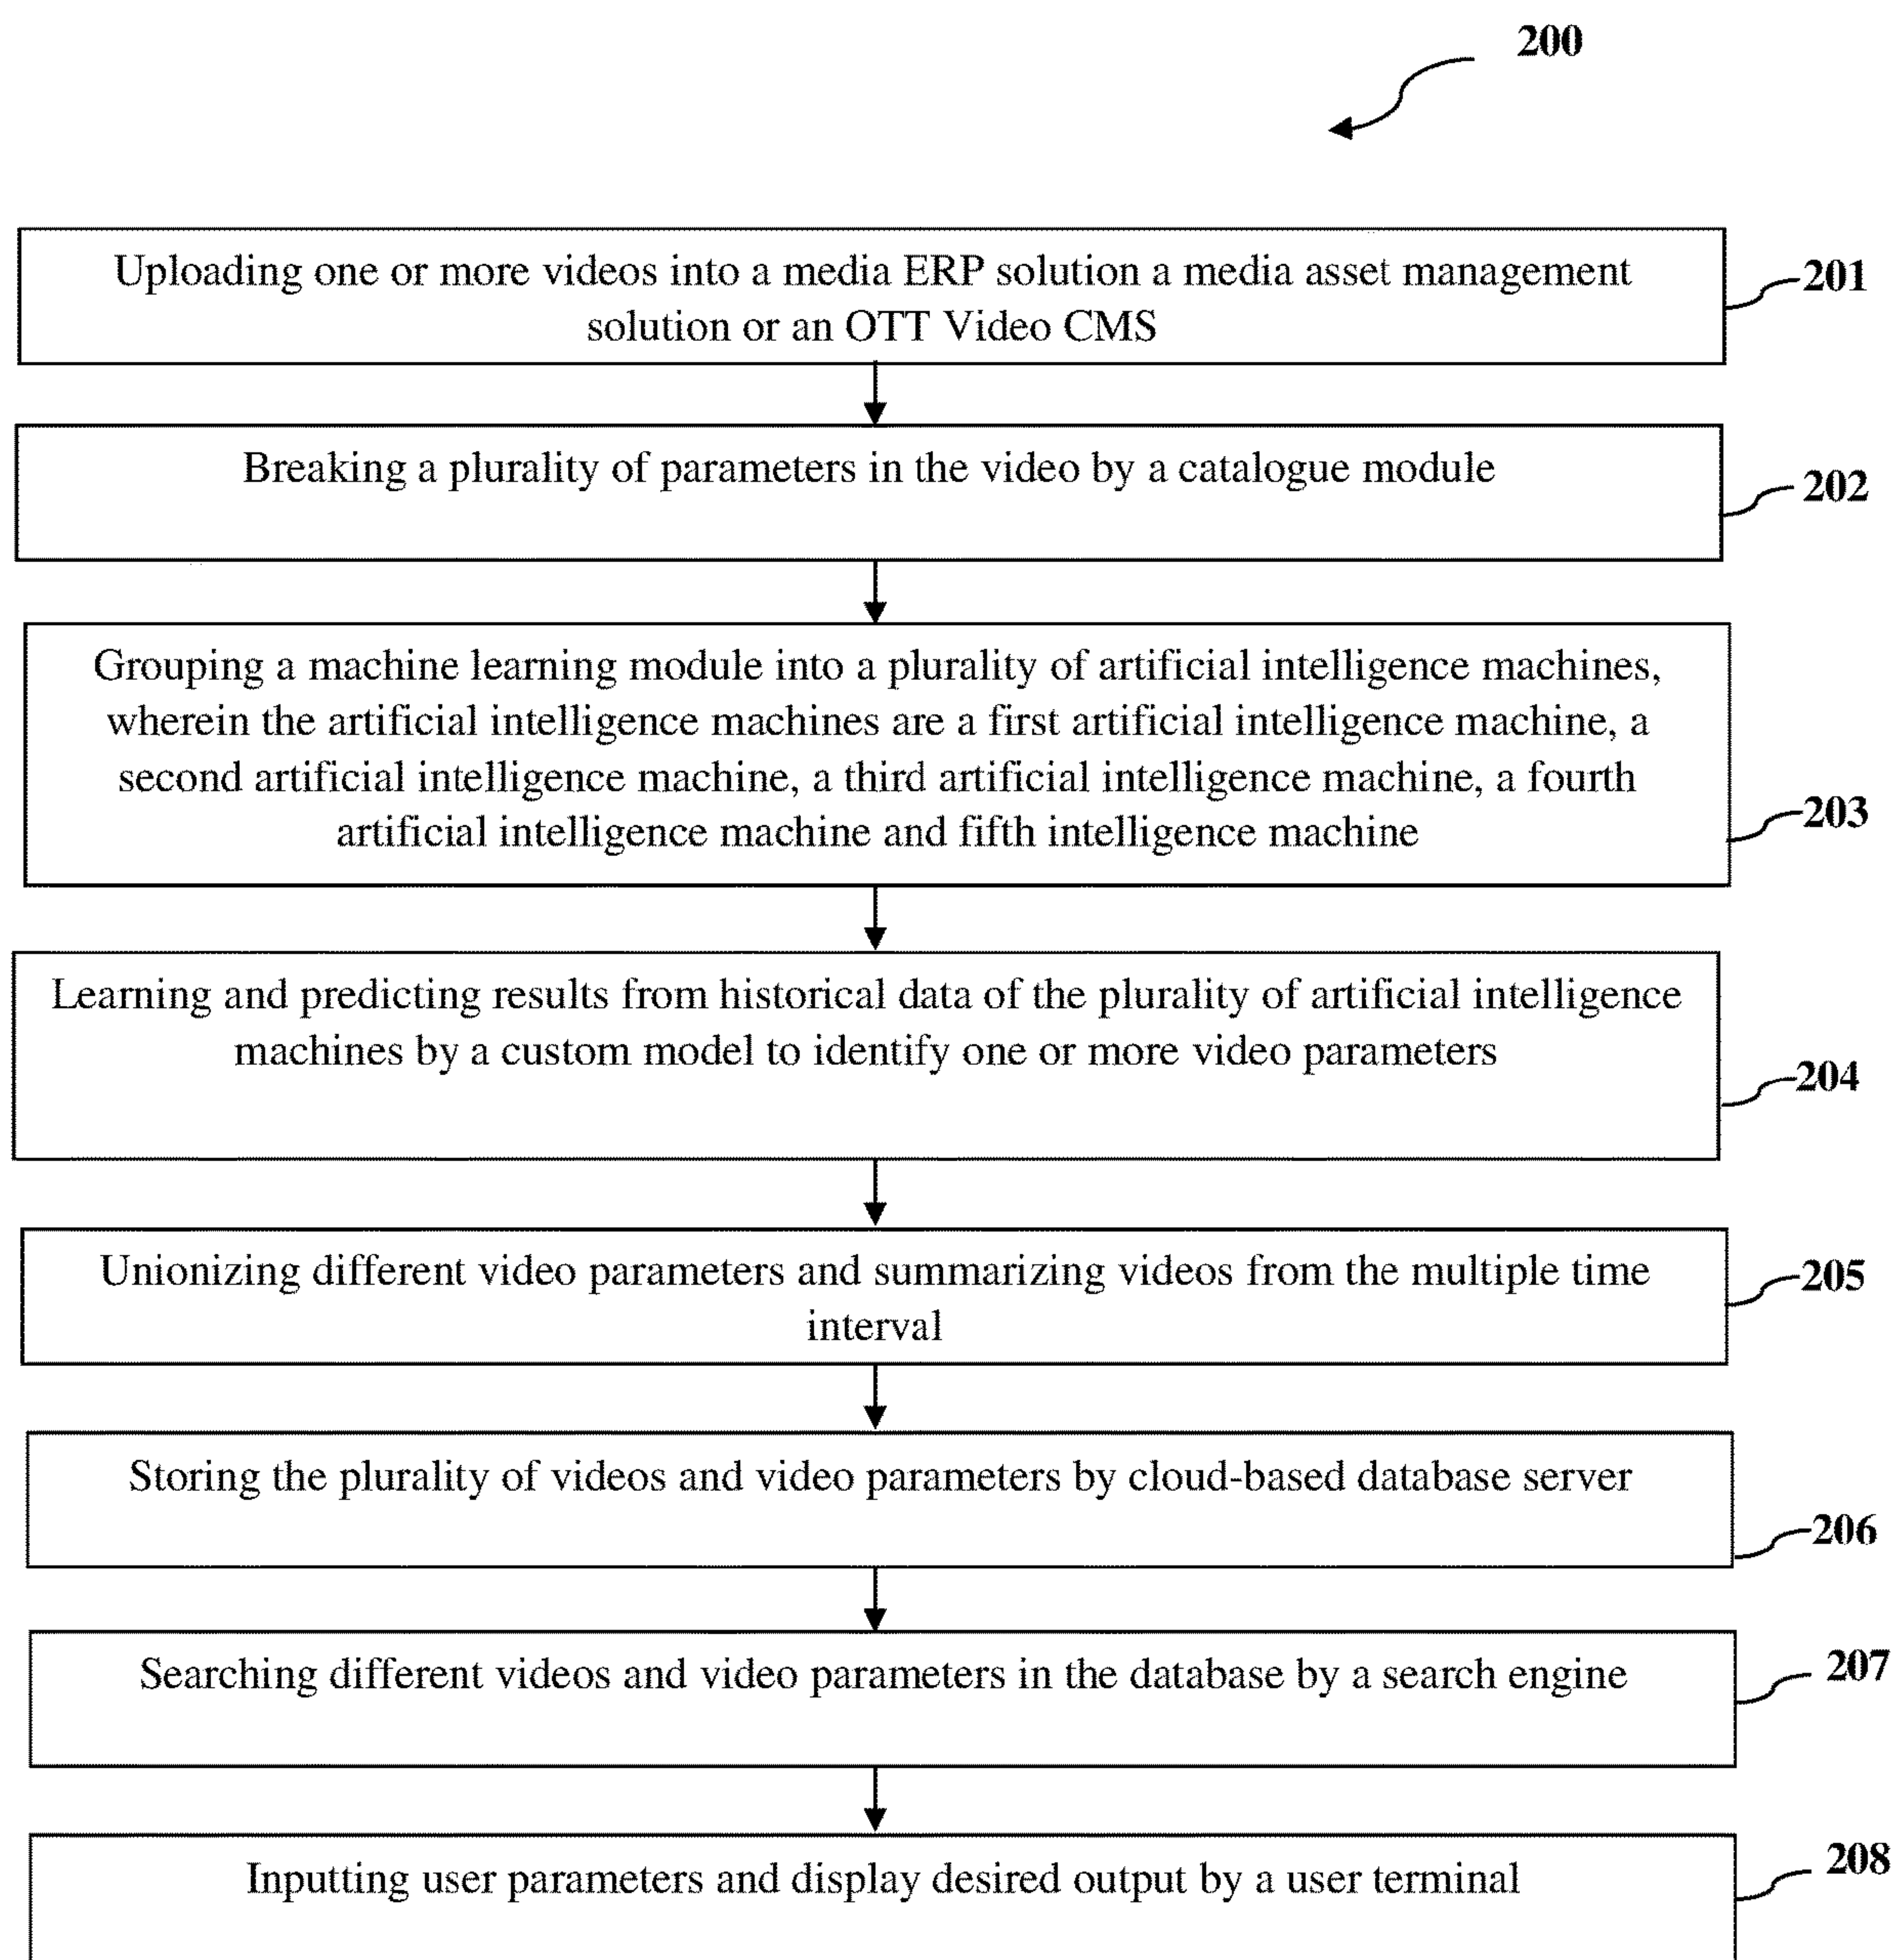 200
Uploading one or more videos into a media ERP solution a media asset management
solution or an OTT Video CMS
201
Breaking a plurality of parameters in the video by a catalogue module
202
Grouping a machine learning module into a plurality of artificial intelligence machines,
wherein the artificial intelligence machines are a first artificial intelligence machine, a
second artificial intelligence machine, a third artificial intelligence machine, a fourth
artificial intelligence machine and fifth intelligence machine
203
Learning and predicting results from historical data of the plurality of artificial intelligence
machines by a custom model to identify one or more video parameters
204
Unionizing different video parameters and summarizing videos from the multiple time
interval
205
Storing the plurality of videos and video parameters by cloud-based database server
206
Searching different videos and video parameters in the database by a search engine
207
Inputting user parameters and display desired output by a user terminal
208